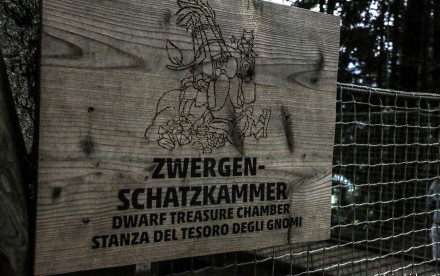 ZWERGEN-
SCHATZKAMMER
DWARF TREASURE CHAMBER
STANZA DEL TESORO DEGLI GNOMI